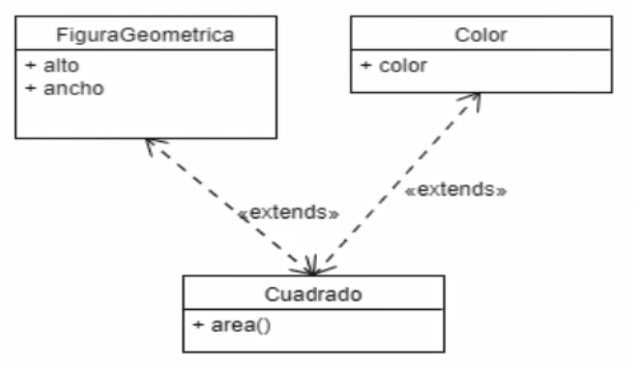 FiguraGeometrica
+ alto
+ ancho
Color
+ color
«extends»
«extends»
Cuadrado
+ area()